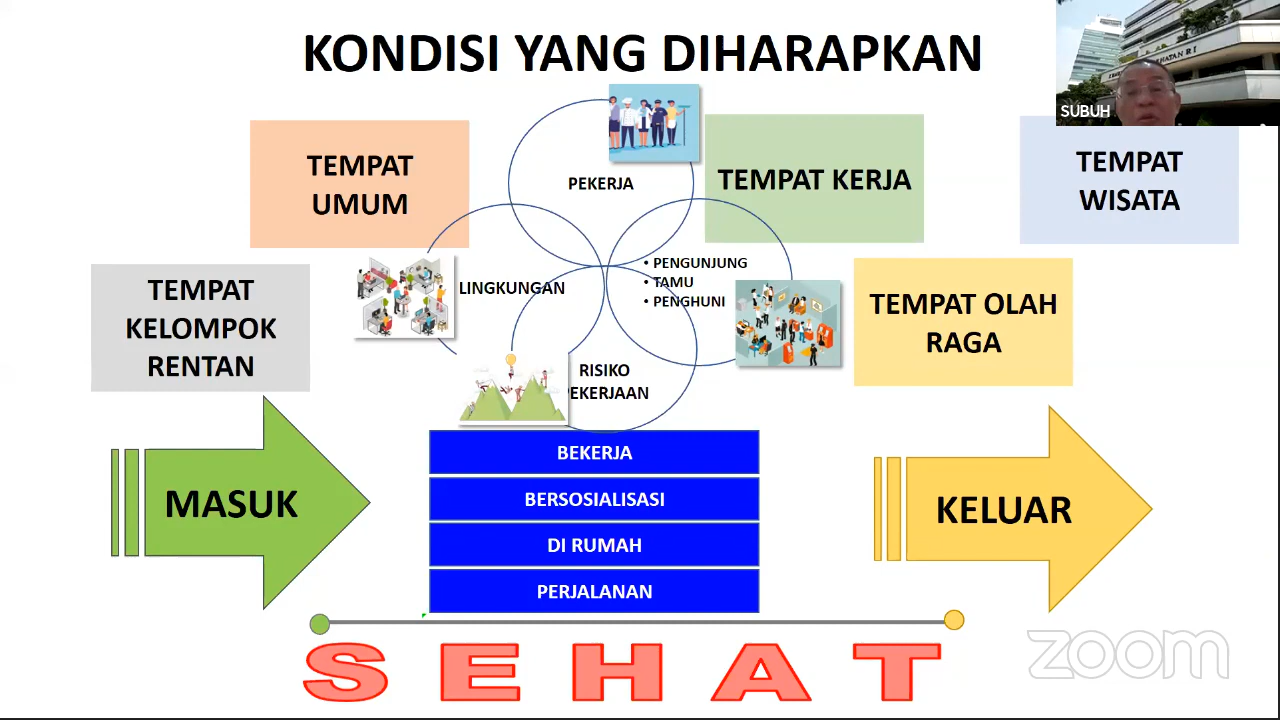 KONDISI YANG DIHARAPKAN
SUBUH
TEMPAT
UMUM
PEKERJA
TEMPAT KERJA
TEMPAT
WISATA
TEMPAT
KELOMPOK
RENTAN
LINGKUNGAN
• PENGUNJUNG
• TAMU
• PENGHUNI
TEMPAT OLAH
RAGA
RISIKO
EKERJAAN
MASUK
BEKERJA
BERSOSIALISASI
DI RUMAH
PERJALANAN
KELUAR
SEHAT
zoom